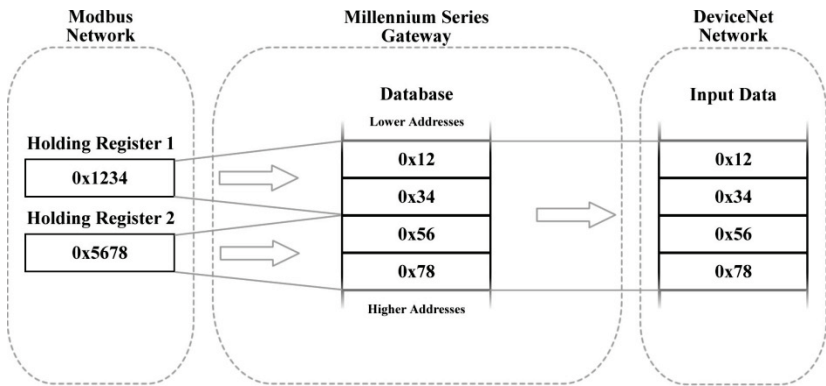 Modbus
Network
Millennium Series
Gateway
DeviceNet
Network
Database
Input Data
Lower Addresses
Holding Register 1
0x1234
Holding Register 2
0x5678
0x12
0x34
0x56
0x78
Higher Addresses
0x12
0x34
0x56
0x78